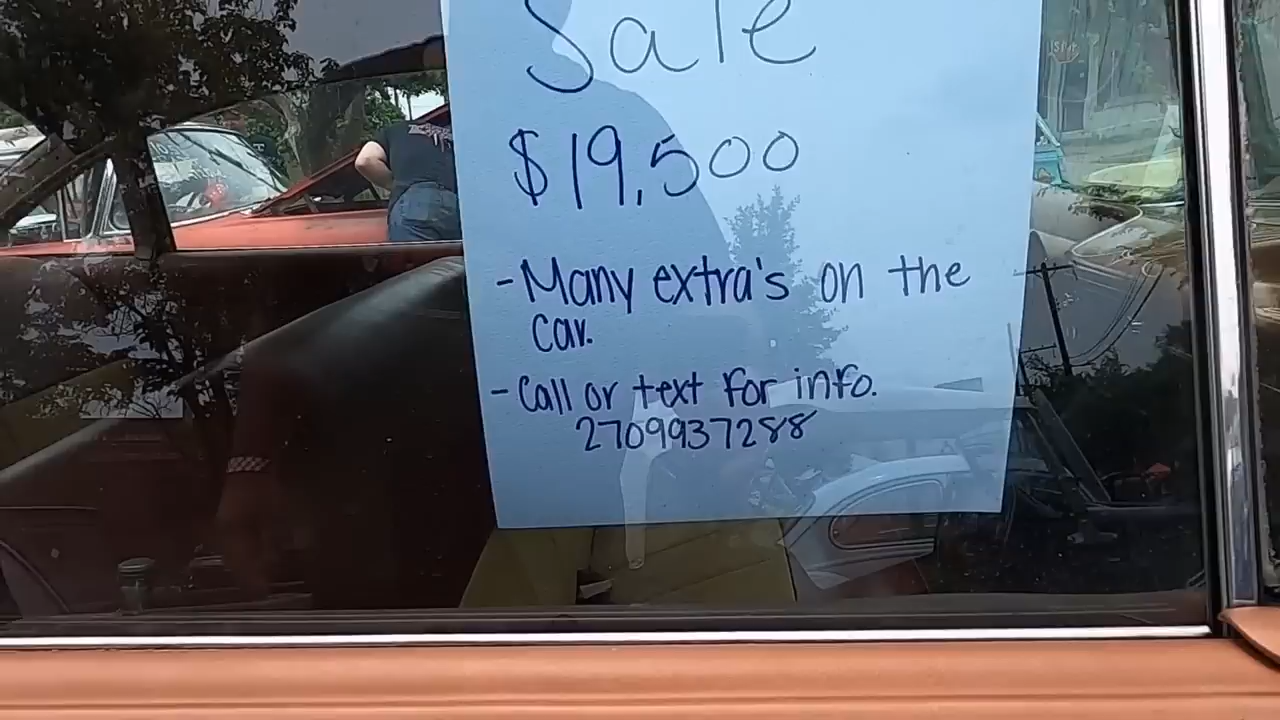 Sale
$19,500
- Many extra's on the
car.
- Call or text for info.
2709937288